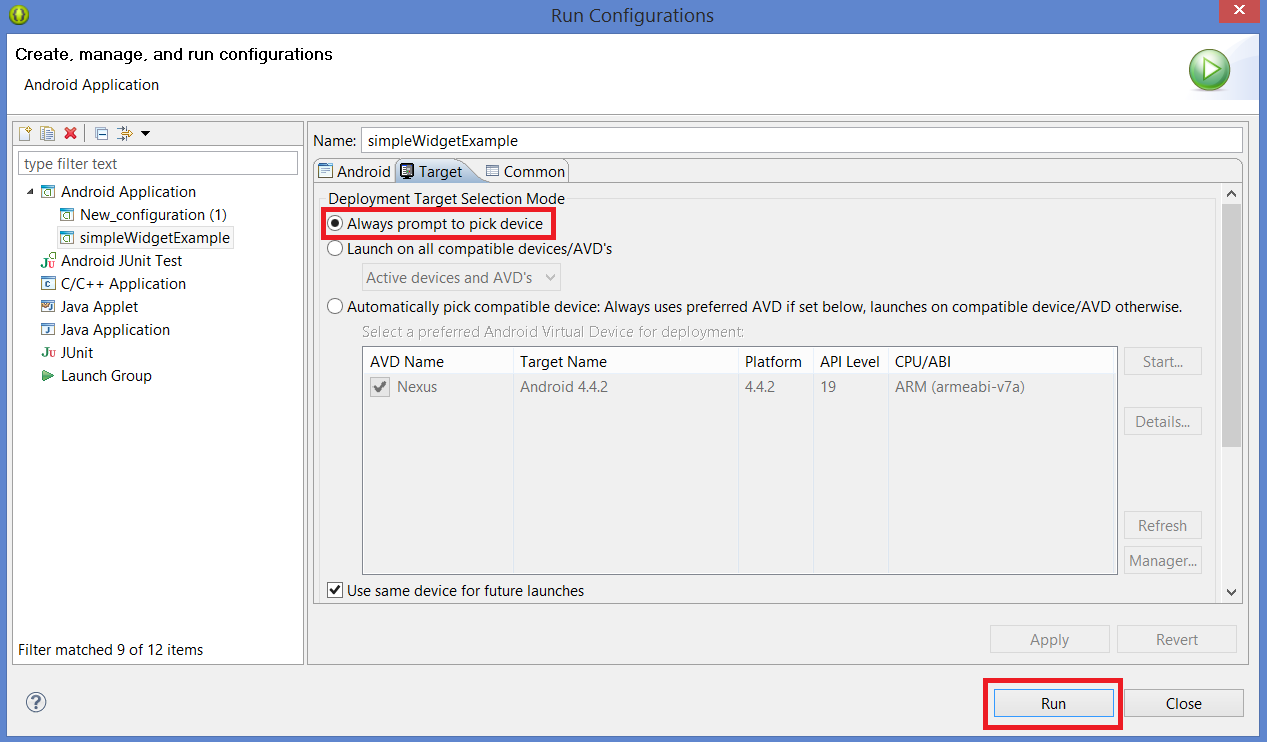 Run Configurations
Create, manage, and run configurations
Android Application
type filter text
Android Application
New_configuration (1)
simpleWidgetExample
Android JUnit Test
C/C++ Application
Java Applet
Java Application
JUnit
Launch Group
Filter matched 9 of 12 items
Name: simpleWidgetExample
Android Target Common
Deployment Target Selection Mode
Always prompt to pick device
Launch on all compatible devices/AVD's
Active devices and AVD's
Automatically pick compatible device: Always uses preferred AVD if set below, launches on compatible device/AVD otherwise.
Select a preferred Android Virtual Device for deployment:
AVD Name Target Name Platform API Level CPU/ABI
Nexus Android 4.4.2 4.4.2 19 ARM (armeabi-v7a)
Start...
Details...
Refresh
Manager...
Use same device for future launches
Apply Revert
Run Close